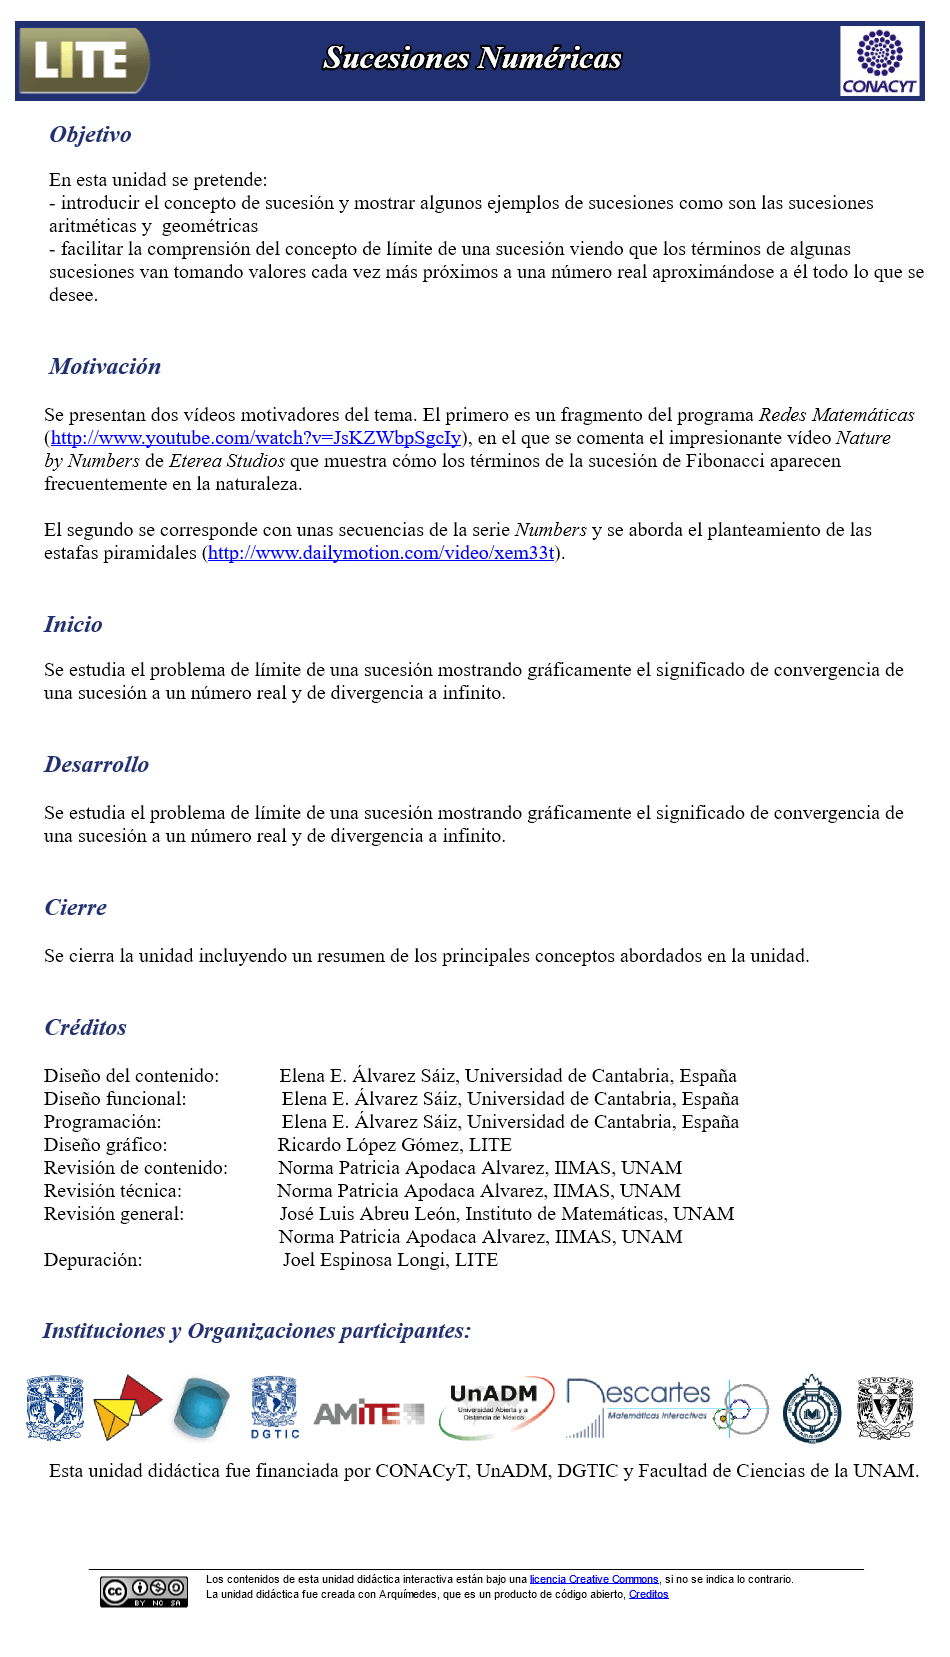 LITE
Sucesiones Numéricas
CONACYT
Objetivo
En esta unidad se pretende:
- introducir el concepto de sucesión y mostrar algunos ejemplos de sucesiones como son las sucesiones
aritméticas y  geométricas
- facilitar la comprensión del concepto de límite de una sucesión viendo que los términos de algunas
sucesiones van tomando valores cada vez más próximos a una número real aproximándose a él todo lo que se
desee.
Motivación
Se presentan dos vídeos motivadores del tema. El primero es un fragmento del programa Redes Matemáticas
(http://www.youtube.com/watch?v=JsKZWbpSgcIy), en el que se comenta el impresionante vídeo Nature
by Numbers de Eterea Studios que muestra cómo los términos de la sucesión de Fibonacci aparecen
frecuentemente en la naturaleza.
El segundo se corresponde con unas secuencias de la serie Numbers y se aborda el planteamiento de las
estafas piramidales (http://www.dailymotion.com/video/xem33t).
Inicio
Se estudia el problema de límite de una sucesión mostrando gráficamente el significado de convergencia de
una sucesión a un número real y de divergencia a infinito.
Desarrollo
Se estudia el problema de límite de una sucesión mostrando gráficamente el significado de convergencia de
una sucesión a un número real y de divergencia a infinito.
Cierre
Se cierra la unidad incluyendo un resumen de los principales conceptos abordados en la unidad.
Créditos
Diseño del contenido: Elena E. Álvarez Sáiz, Universidad de Cantabria, España
Diseño funcional: Elena E. Álvarez Sáiz, Universidad de Cantabria, España
Programación: Elena E. Álvarez Sáiz, Universidad de Cantabria, España
Diseño gráfico: Ricardo López Gómez, LITE
Revisión de contenido: Norma Patricia Apodaca Alvarez, IIMAS, UNAM
Revisión técnica: Norma Patricia Apodaca Alvarez, IIMAS, UNAM
Revisión general: José Luis Abreu León, Instituto de Matemáticas, UNAM
Norma Patricia Apodaca Alvarez, IIMAS, UNAM
Depuración: Joel Espinosa Longi, LITE
Instituciones y Organizaciones participantes:
DGTIC
AMITE
UnADM
Universidad Abierta y a
Distancia de México
Descartes
Matemáticas Interactivas
CIENCIAS
Esta unidad didáctica fue financiada por CONACyT, UnADM, DGTIC y Facultad de Ciencias de la UNAM.
Los contenidos de esta unidad didáctica interactiva están bajo una licencia Creative Commons, si no se indica lo contrario.
La unidad didáctica fue creada con Arquímedes, que es un producto de código abierto, Creditos
cc
BY NC SA